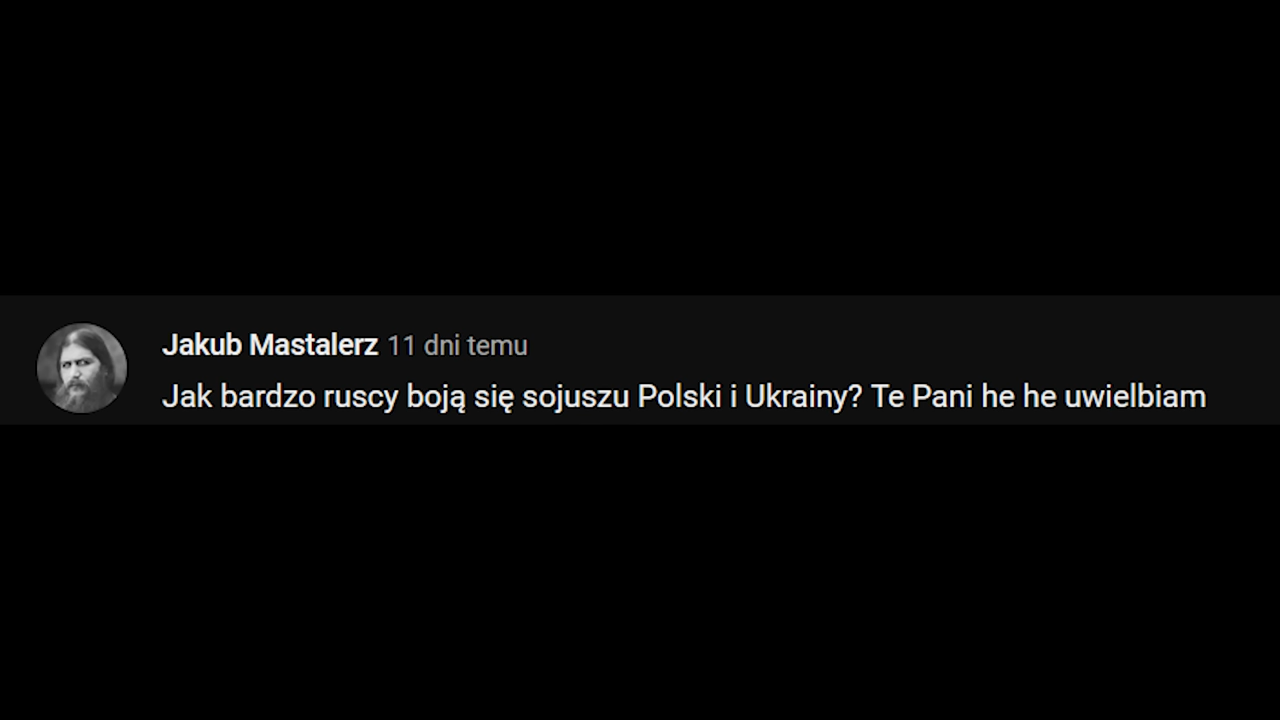 Jakub Mastalerz 11 dni temu
Jak bardzo ruscy boją się sojuszu Polski i Ukrainy? Te Pani he he uwielbiam